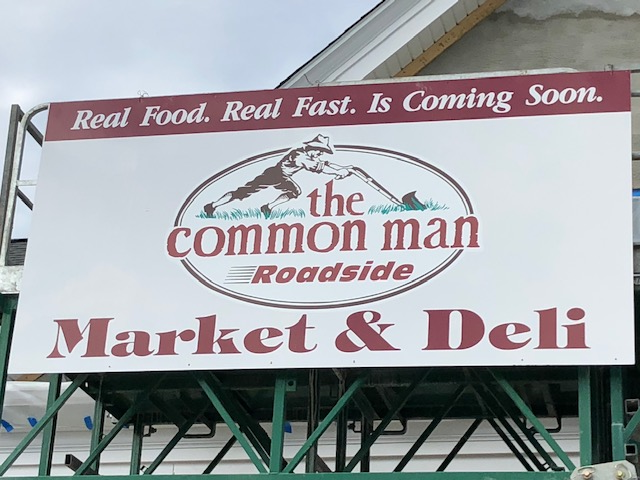 Real Food. Real Fast. Is Coming Soon.
the
common man
Roadside
Market & Deli